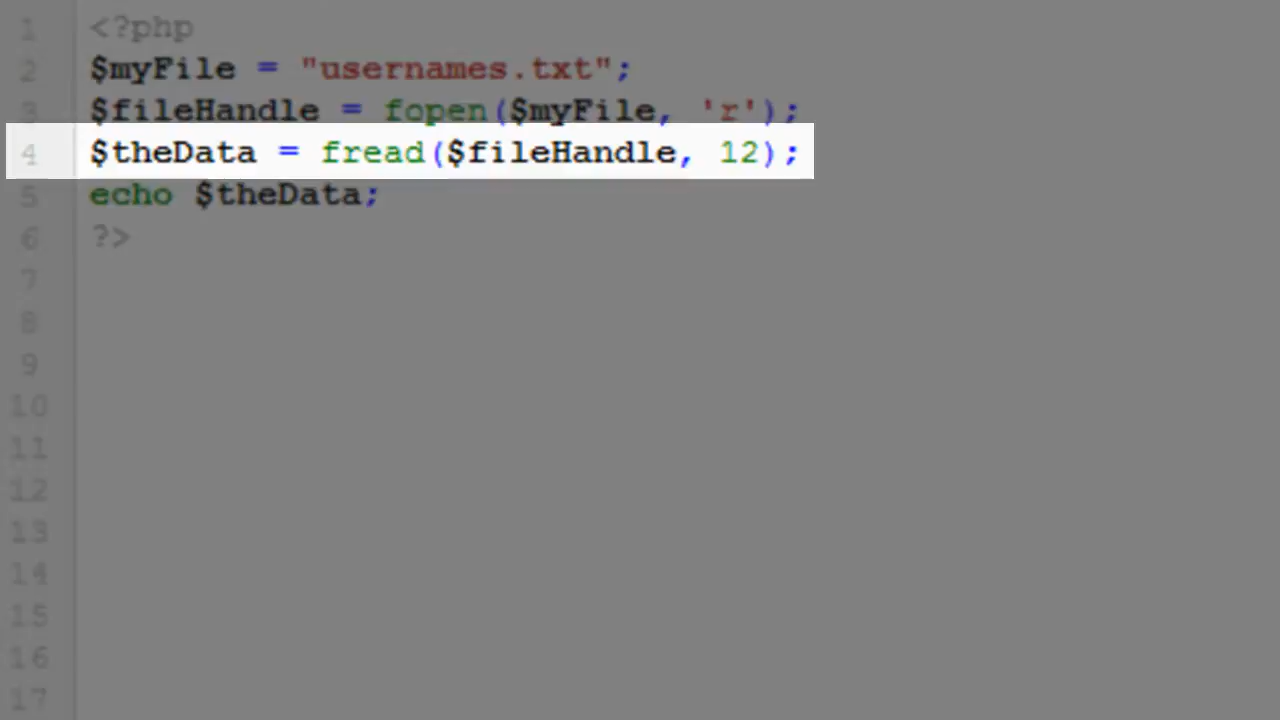 1 <?php
2 $myFile = "usernames.txt";
3 $fileHandle = fopen($myFile, 'r');
4 $theData = fread($fileHandle, 12);
5 echo $theData;
6 ?>
7
8
9
10
11
12
13
14
15
16
17